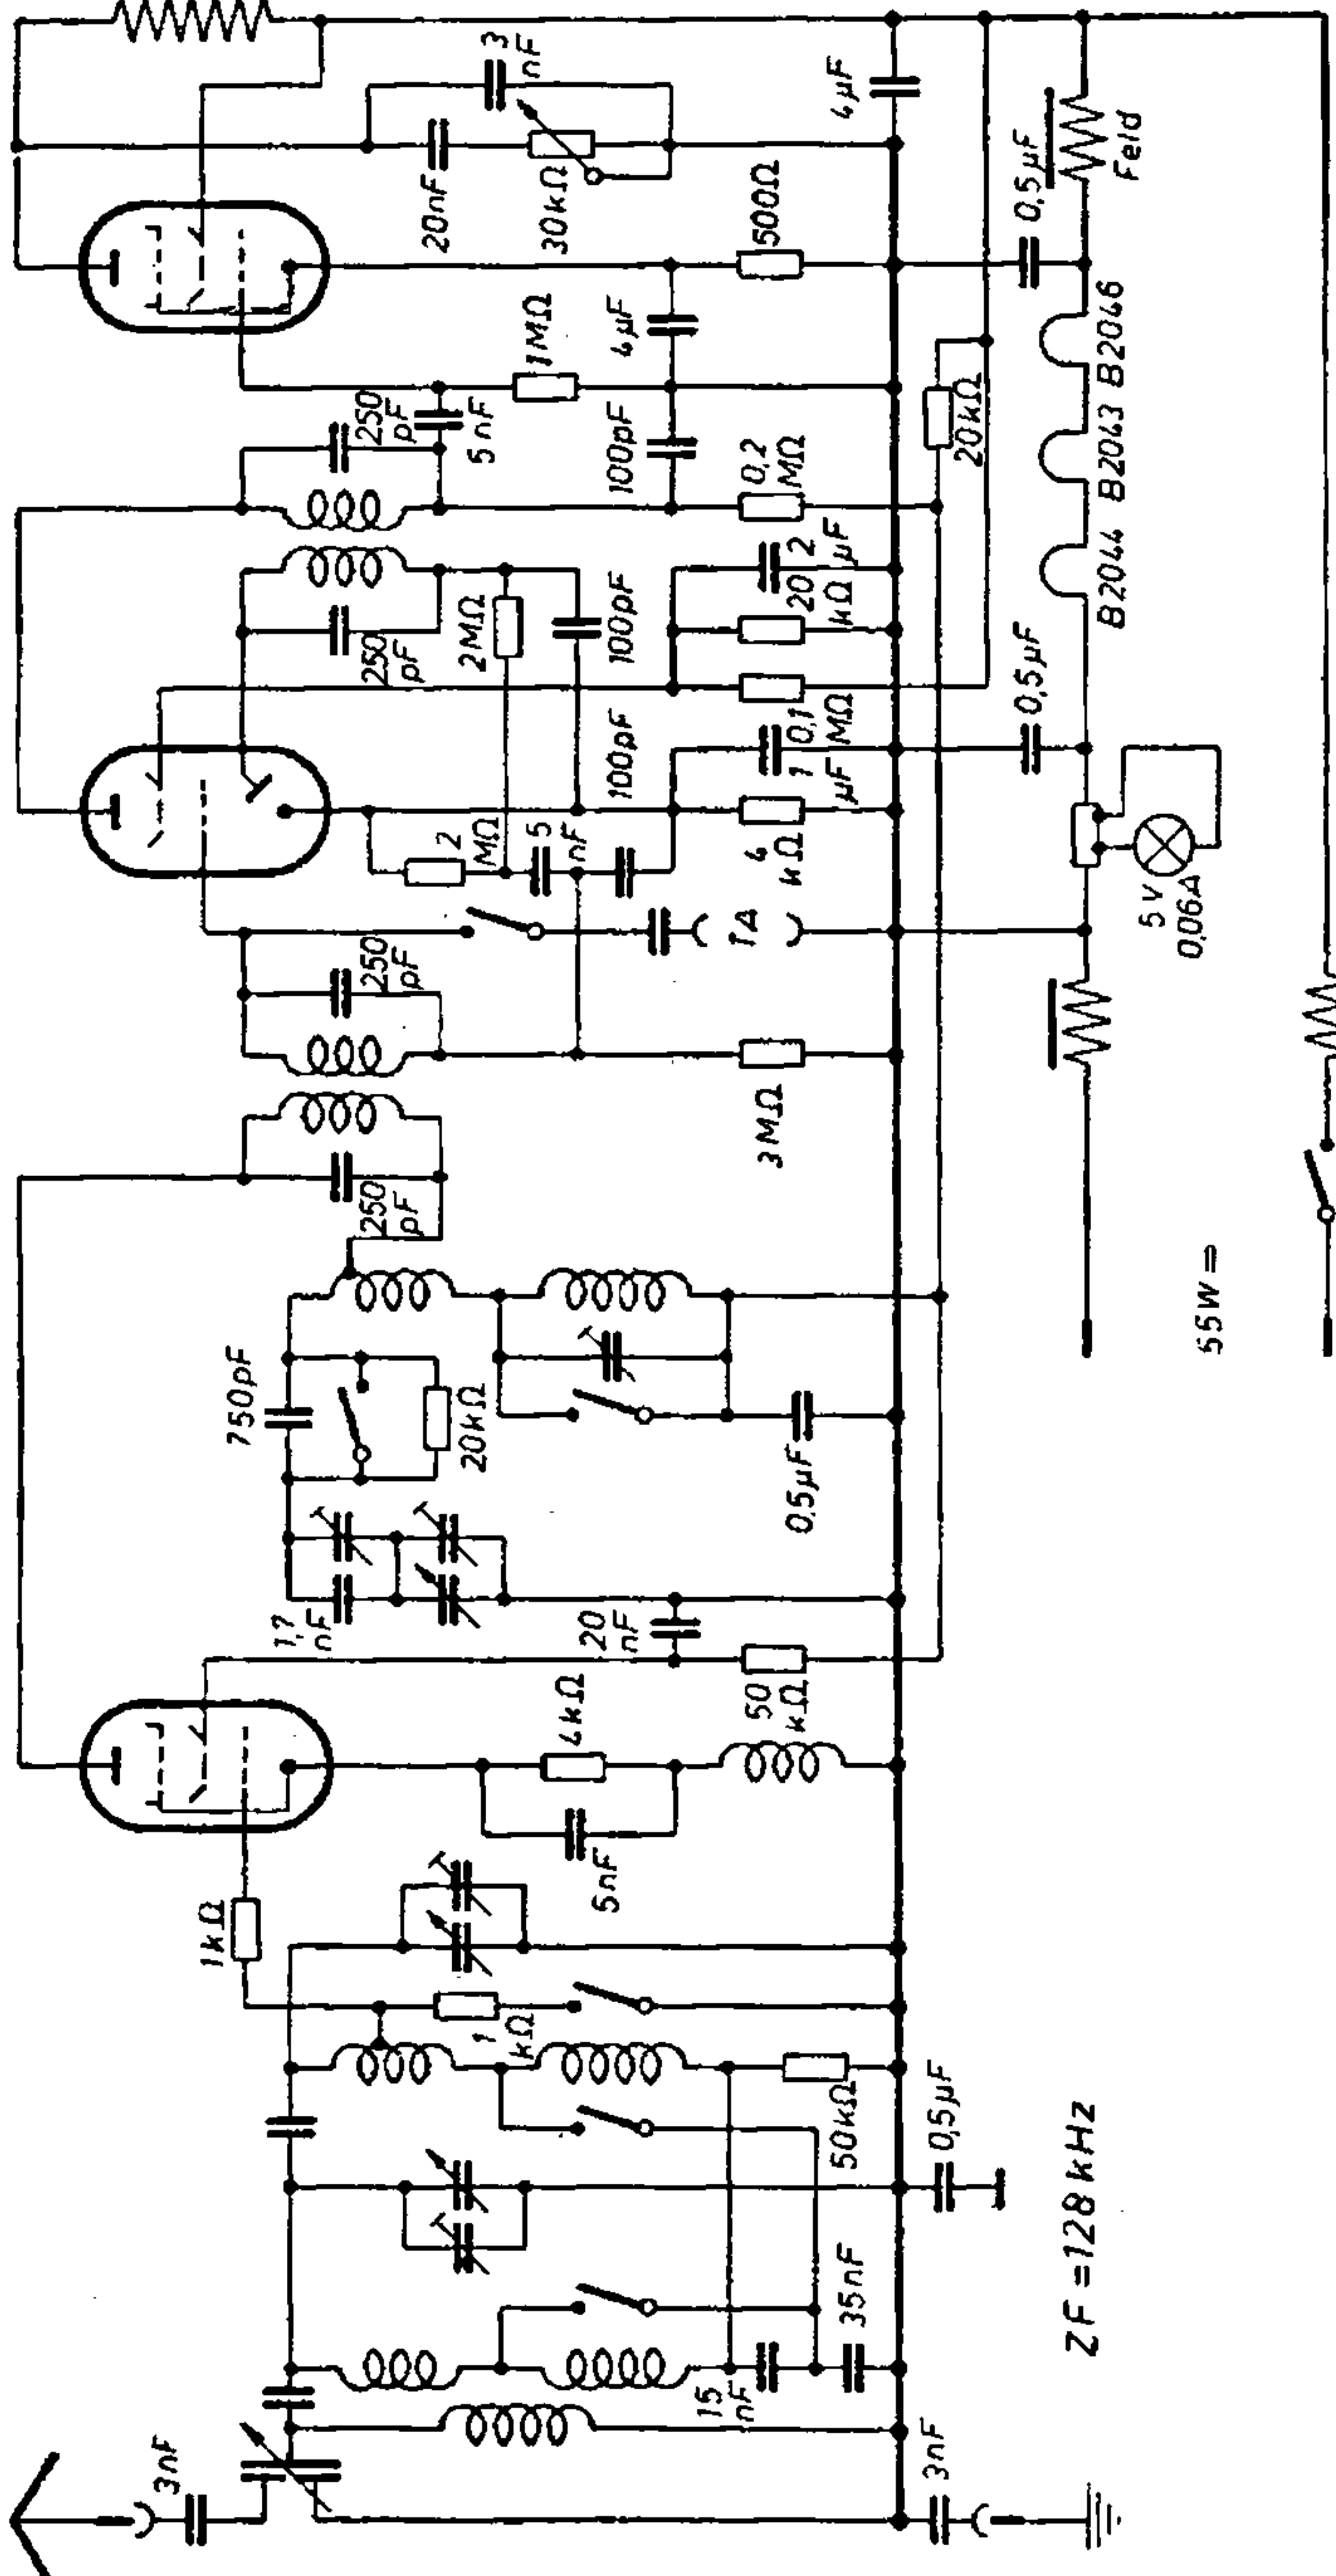 3nF
3nF
15
nF
35nF
ZF = 128 kHz
0,5µF
50kΩ
1
kΩ
1kΩ
5nF
4kΩ
50
kΩ
20
nF
1,7
nF
750pF
20kΩ
0,5µF
55W =
250
pF
3MΩ
250
pF
TA
5V
0,06A
4
kΩ
1
µF
2
MΩ
5
nF
100pF
0,1
MΩ
0,5µF
250
pF
2MΩ
100pF
20
kΩ
2
µF
B2044 B2043 B2046
250
pF
5nF
100pF
0,2
MΩ
20kΩ
1MΩ
4µF
500Ω
0,5µF
Feld
20nF
30kΩ
3
nF
4µF